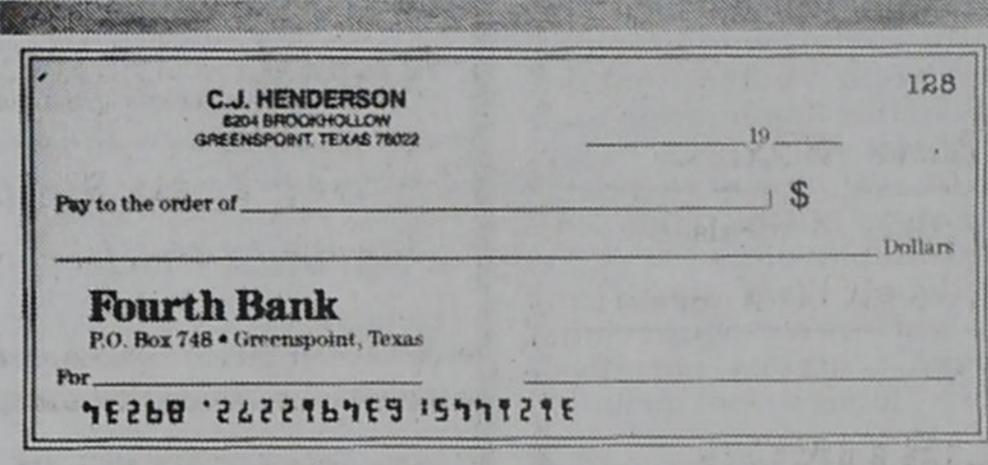 128
C.J. HENDERSON
6204 BROOKHOLLOW
GREENSPOINT, TEXAS 78022
19
Pay to the order of $
Dollars
Fourth Bank
P.O. Box 748 • Greenspoint, Texas
For